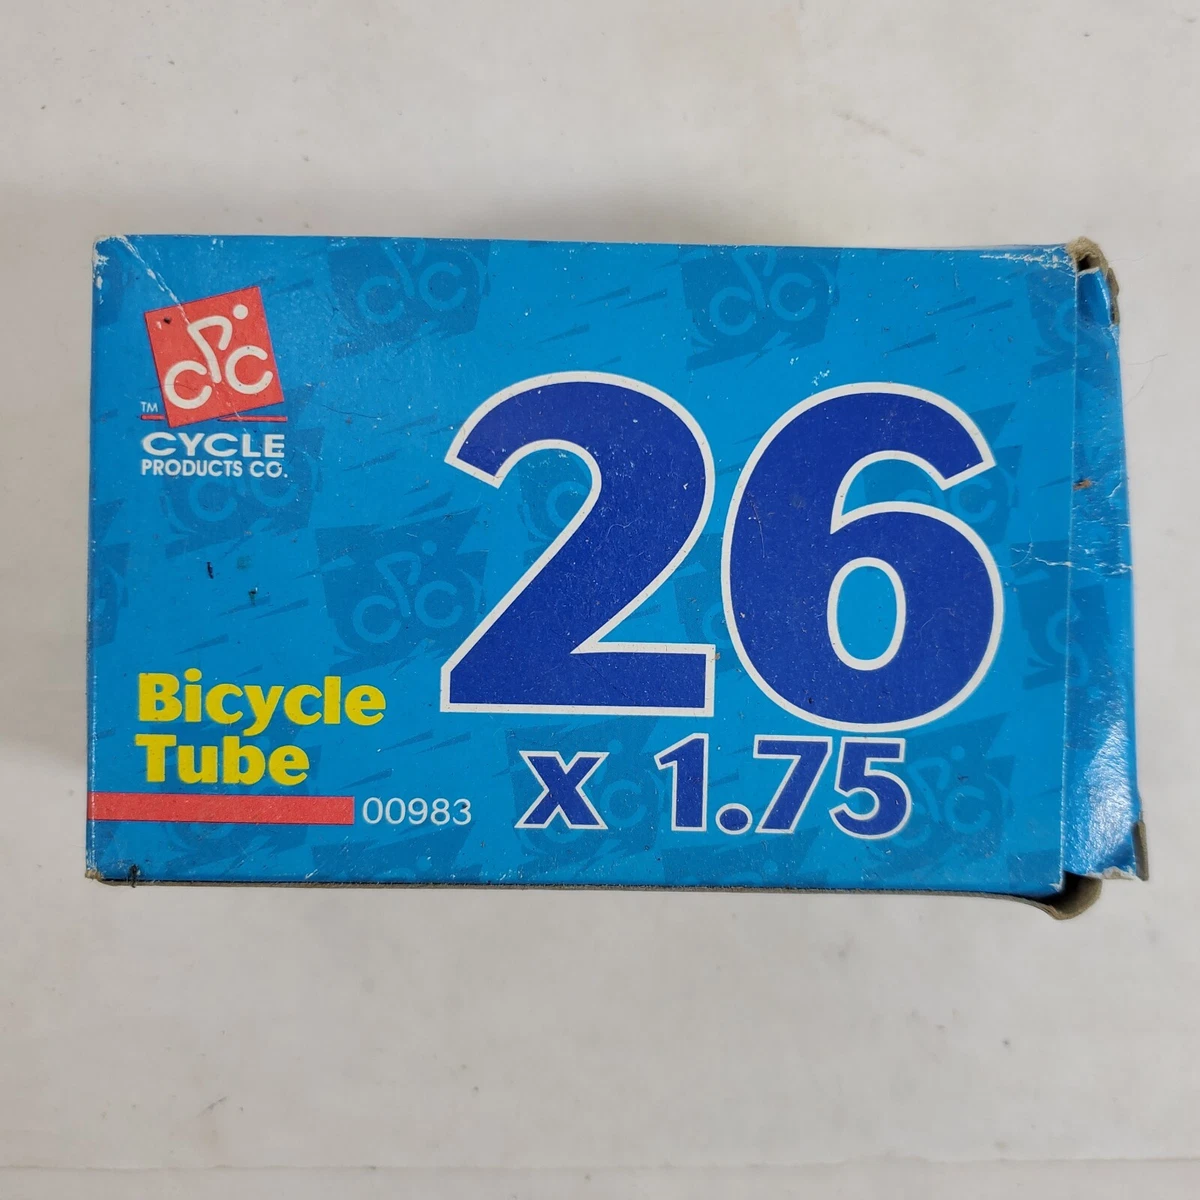 CPC
TM
CYCLE
PRODUCTS CO.
26
x 1.75
Bicycle
Tube
00983